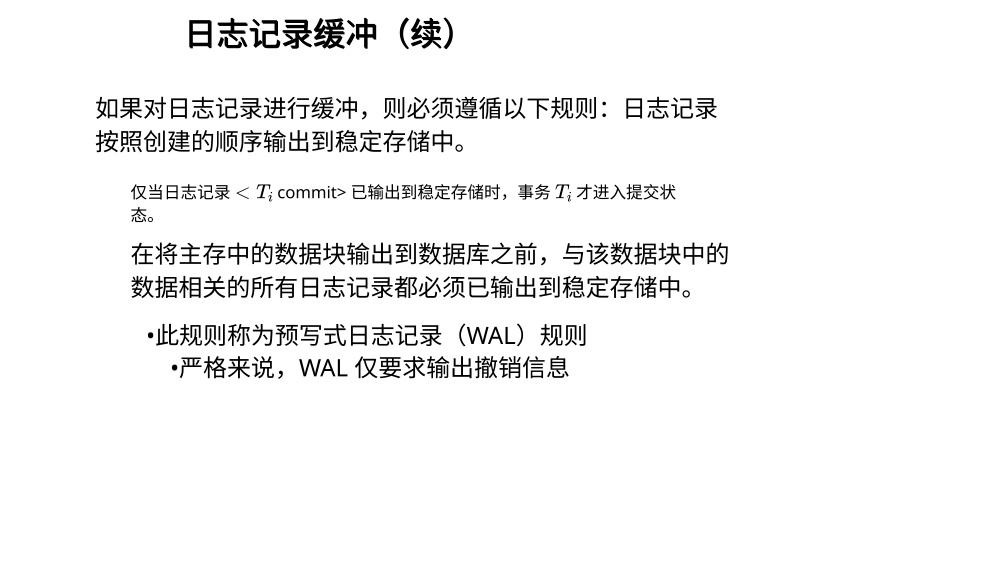 日志记录缓冲（续）
如果对日志记录进行缓冲，则必须遵循以下规则：日志记录
按照创建的顺序输出到稳定存储中。
仅当日志记录 < Ti commit> 已输出到稳定存储时，事务 Ti 才进入提交状
态。
在将主存中的数据块输出到数据库之前，与该数据块中的
数据相关的所有日志记录都必须已输出到稳定存储中。
•此规则称为预写式日志记录（WAL）规则
•严格来说，WAL 仅要求输出撤销信息